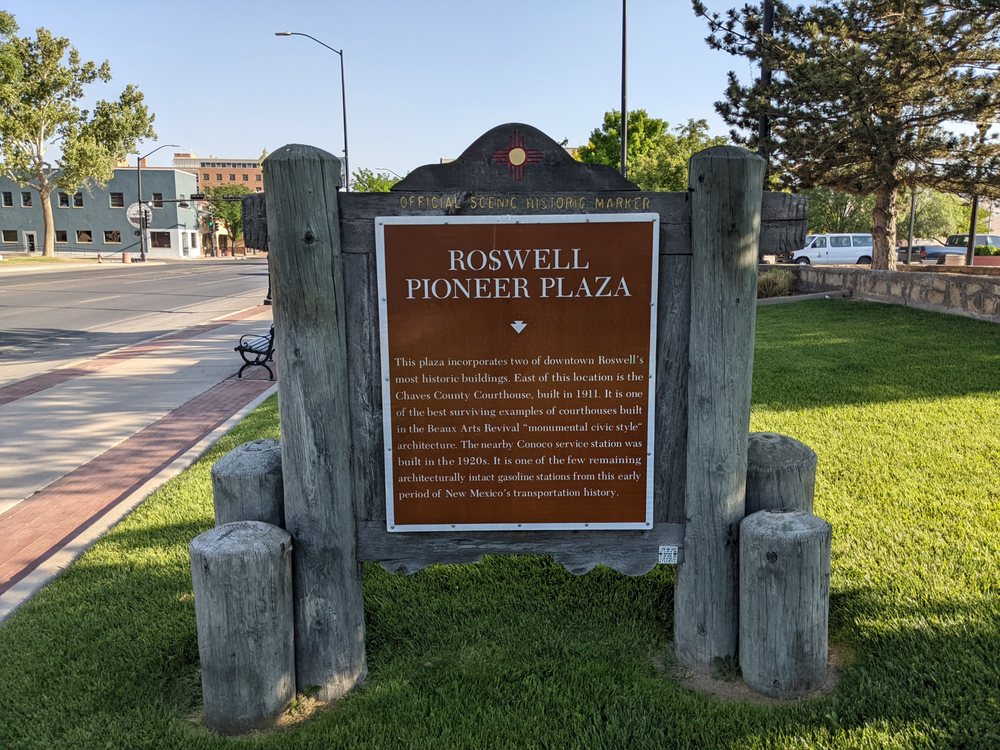 OFFICIAL SCENIC HISTORIC MARKER
ROSWELL
PIONEER PLAZA
This plaza incorporates two of downtown Roswell's
most historic buildings. East of this location is the
Chaves County Courthouse, built in 1911. It is one
of the best surviving examples of courthouses built
in the Beaux Arts Revival "monumental civic style"
architecture. The nearby Conoco service station was
built in the 1920s. It is one of the few remaining
architecturally intact gasoline stations from this early
period of New Mexico's transportation history.